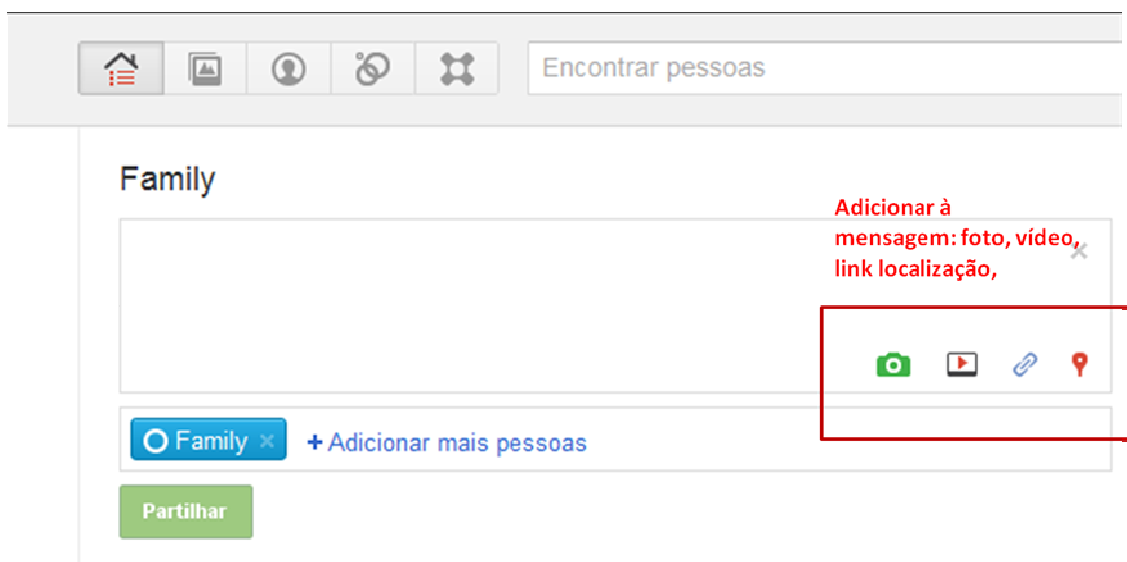 Encontrar pessoas
Family
Adicionar à
mensagem: foto, vídeo,
link localização,
Family × + Adicionar mais pessoas
Partilhar